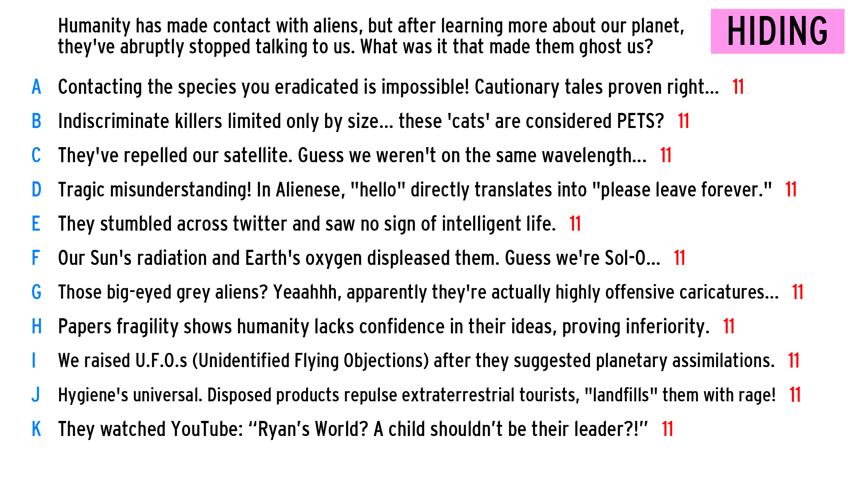 Humanity has made contact with aliens, but after learning more about our planet,
they've abruptly stopped talking to us. What was it that made them ghost us?
HIDING
A Contacting the species you eradicated is impossible! Cautionary tales proven right... 11
B Indiscriminate killers limited only by size... these 'cats' are considered PETS? 11
C They've repelled our satellite. Guess we weren't on the same wavelength... 11
D Tragic misunderstanding! In Alienese, "hello" directly translates into "please leave forever." 11
E They stumbled across twitter and saw no sign of intelligent life. 11
F Our Sun's radiation and Earth's oxygen displeased them. Guess we're Sol-O... 11
G Those big-eyed grey aliens? Yeaahhh, apparently they're actually highly offensive caricatures... 11
H Papers fragility shows humanity lacks confidence in their ideas, proving inferiority. 11
I We raised U.F.O.s (Unidentified Flying Objections) after they suggested planetary assimilations. 11
J Hygiene's universal. Disposed products repulse extraterrestrial tourists, "landfills" them with rage! 11
K They watched YouTube: “Ryan’s World? A child shouldn’t be their leader?!” 11